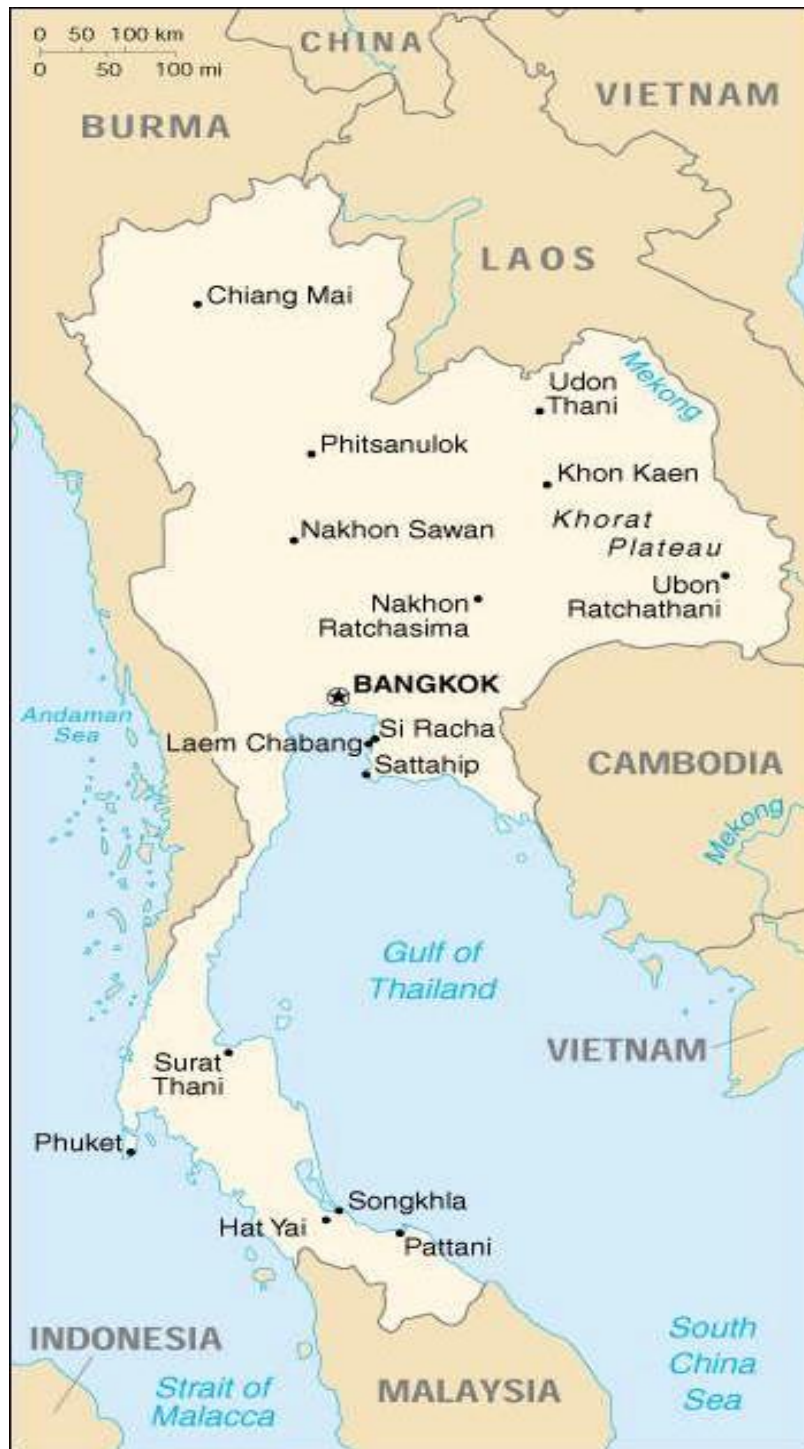 0 50 100 km
0 50 100 mi
CHINA
VIETNAM
BURMA
LAOS
Chiang Mai
Mekong
Udon
Thani
Phitsanulok
Khon Kaen
Khorat
Plateau
Nakhon Sawan
Ubon
Ratchathani
Nakhon
Ratchasima
BANGKOK
Andaman
Sea
Si Racha
Laem Chabang
Sattahip
CAMBODIA
Mekong
Gulf of
Thailand
VIETNAM
Surat
Thani
Phuket
Songkhla
Hat Yai
Pattani
INDONESIA
South
China
Sea
Strait of
Malacca
MALAYSIA